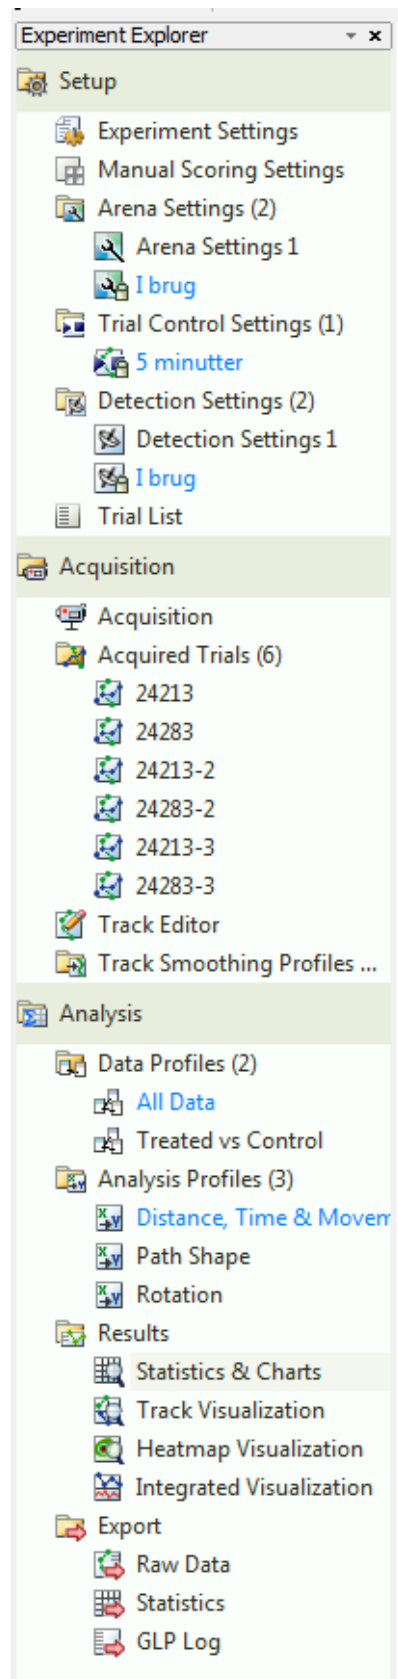 Experiment Explorer
Setup
Experiment Settings
Manual Scoring Settings
Arena Settings (2)
Arena Settings 1
I brug
Trial Control Settings (1)
5 minutter
Detection Settings (2)
Detection Settings 1
I brug
Trial List
Acquisition
Acquisition
Acquired Trials (6)
24213
24283
24213-2
24283-2
24213-3
24283-3
Track Editor
Track Smoothing Profiles ...
Analysis
Data Profiles (2)
All Data
Treated vs Control
Analysis Profiles (3)
Distance, Time & Movem
Path Shape
Rotation
Results
Statistics & Charts
Track Visualization
Heatmap Visualization
Integrated Visualization
Export
Raw Data
Statistics
GLP Log